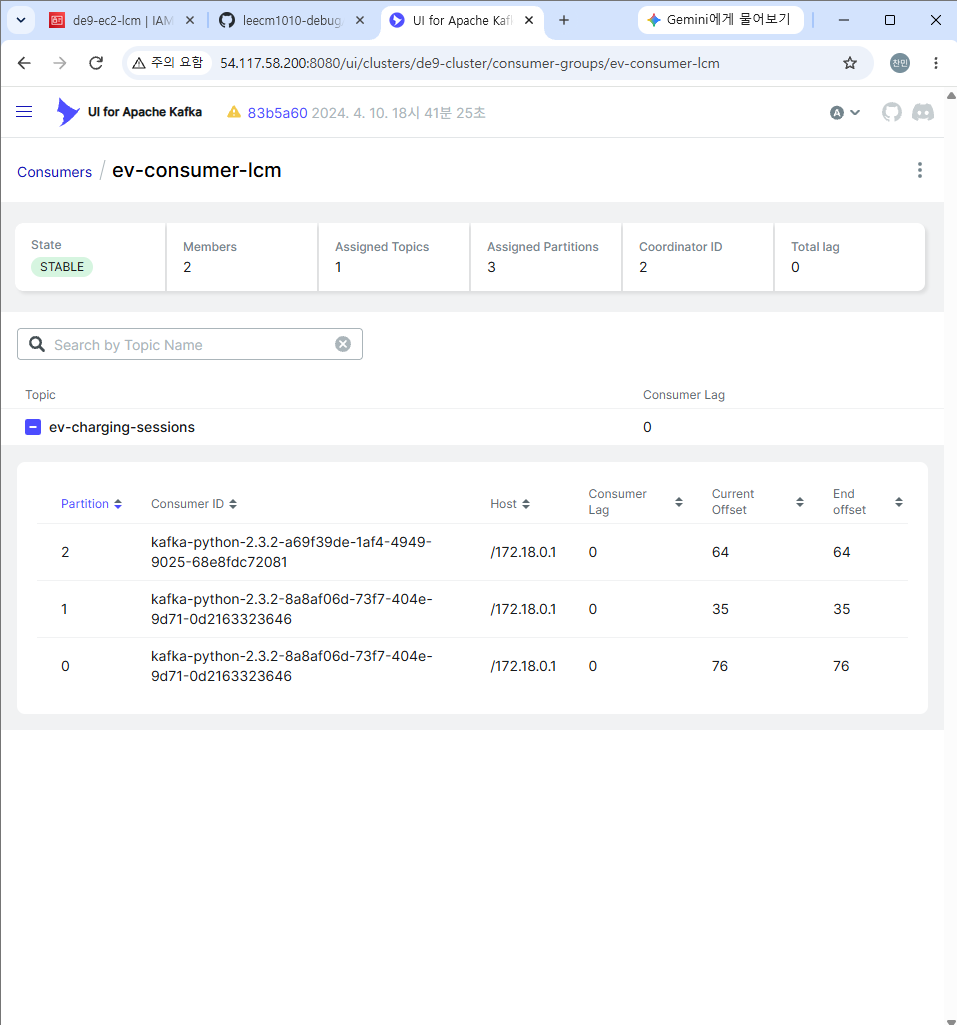 de9-ec2-lcm | IAM
leecm1010-debug
UI for Apache Kaf
Gemini에게 물어보기
주의 요함
54.117.58.200:8080/ui/clusters/de9-cluster/consumer-groups/ev-consumer-lcm
찬민
UI for Apache Kafka
83b5a60 2024. 4. 10. 18시 41분 25초
A
Consumers / ev-consumer-lcm
State Members Assigned Topics Assigned Partitions Coordinator ID Total lag
STABLE 2 1 3 2 0
Search by Topic Name
Topic Consumer Lag
ev-charging-sessions 0
Partition Consumer ID Host Consumer Lag Current Offset End offset
2 kafka-python-2.3.2-a69f39de-1af4-4949- /172.18.0.1 0 64 64
9025-68e8fdc72081
1 kafka-python-2.3.2-8a8af06d-73f7-404e- /172.18.0.1 0 35 35
9d71-0d2163323646
0 kafka-python-2.3.2-8a8af06d-73f7-404e- /172.18.0.1 0 76 76
9d71-0d2163323646